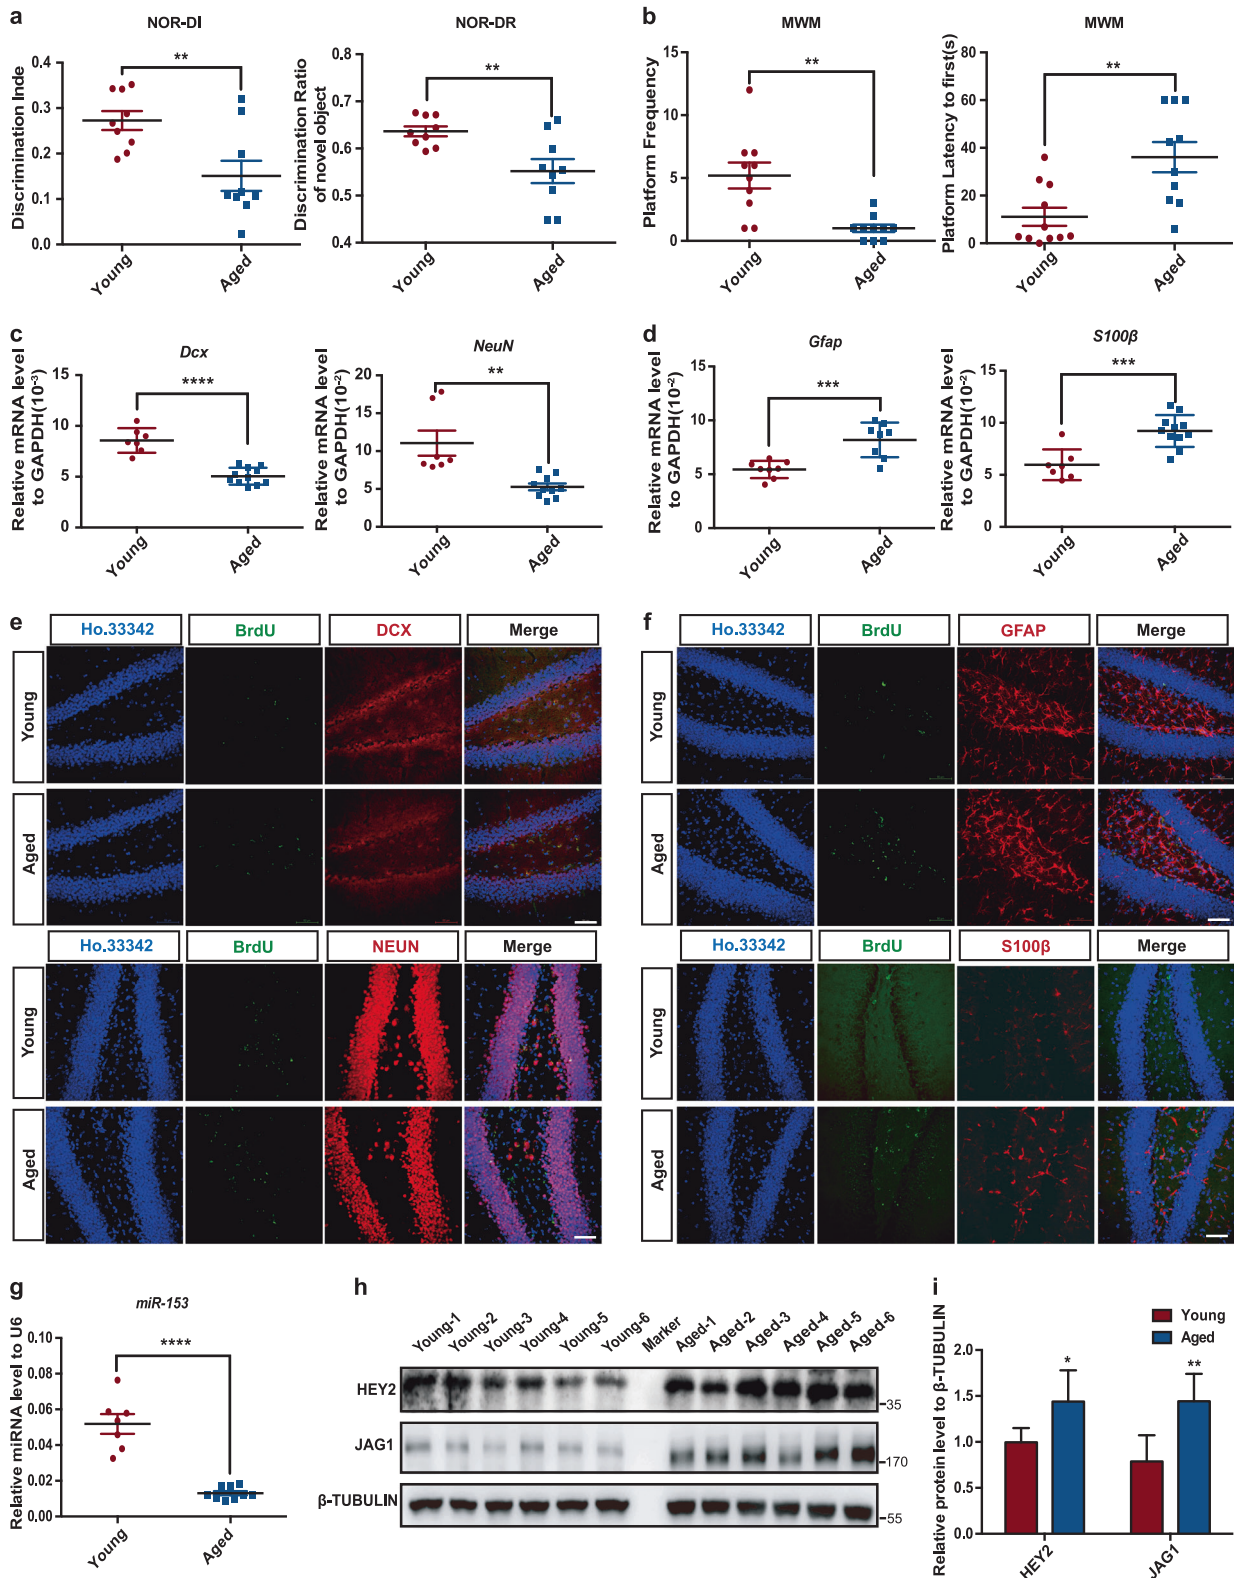 a
NOR-DI
NOR-DR
Discrimination Inde
0.4
0.3
0.2
0.1
0.0
**
Young
Aged
Discrimination Ratio
of novel object
0.8
0.7
0.6
0.5
0.4
**
Young
Aged
b
MWM
MWM
Platform Frequency
15
10
5
0
**
Young
Aged
Platform Latency to first(s)
80
60
40
20
0
**
Young
Aged
c
Dcx
NeuN
Relative mRNA level
to GAPDH(10⁻³)
15
10
5
0
****
Young
Aged
Relative mRNA level
to GAPDH(10⁻²)
20
15
10
5
0
**
Young
Aged
d
Gfap
S100β
Relative mRNA level
to GAPDH(10⁻²)
15
10
5
0
***
Young
Aged
Relative mRNA level
to GAPDH(10⁻²)
15
10
5
0
***
Young
Aged
e
Ho.33342 BrdU DCX Merge
Young
Aged
Ho.33342 BrdU NEUN Merge
Young
Aged
f
Ho.33342 BrdU GFAP Merge
Young
Aged
Ho.33342 BrdU S100β Merge
Young
Aged
g
miR-153
Relative miRNA level to U6
0.10
0.08
0.06
0.04
0.02
0.00
****
Young
Aged
h
Young-1 Young-2 Young-3 Young-4 Young-5 Young-6 Marker Aged-1 Aged-2 Aged-3 Aged-4 Aged-5 Aged-6
HEY2
-35
JAG1
-170
β-TUBULIN
-55
i
Young
Aged
Relative protein level to β-TUBULIN
2.0
1.5
1.0
0.5
0.0
*
**
HEY2
JAG1